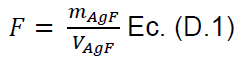 F = m_AgF / V_AgF Ec. (D.1)